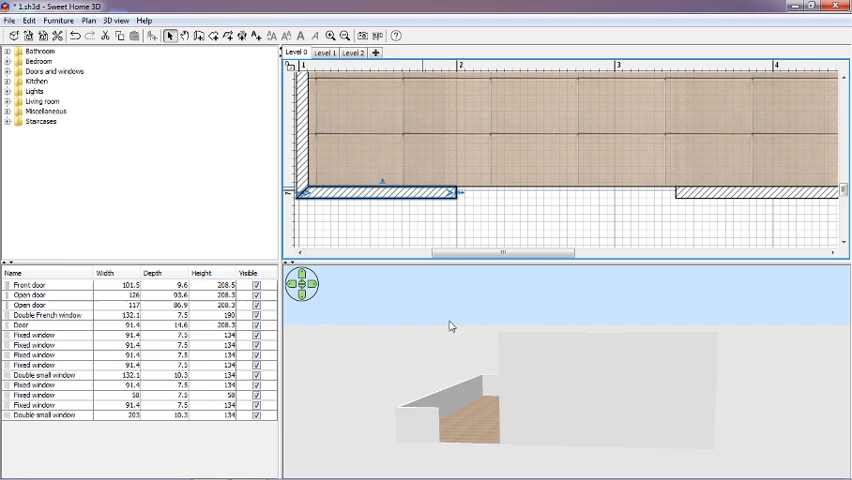 * 1.sh3d - Sweet Home 3D
File Edit Furniture Plan 3D view Help
Level 0 Level 1 Level 2
1 2 3 4
7
Bathroom
Bedroom
Doors and windows
Kitchen
Lights
Living room
Miscellaneous
Staircases
Name Width Depth Height Visible
Front door 101.5 9.6 208.5
Open door 126 93.6 208.3
Open door 117 86.9 208.3
Double French window 132.1 7.5 190
Door 91.4 14.6 208.3
Fixed window 91.4 7.5 134
Fixed window 91.4 7.5 134
Fixed window 91.4 7.5 134
Fixed window 91.4 7.5 134
Double small window 132.1 10.3 134
Fixed window 91.4 7.5 134
Fixed window 58 7.5 58
Fixed window 91.4 7.5 134
Double small window 203 10.3 134